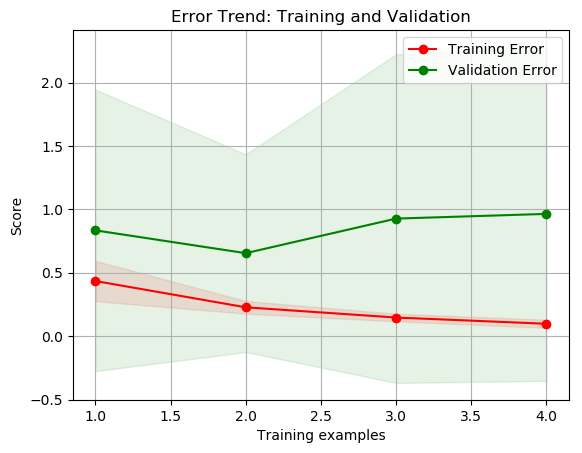 Error Trend: Training and Validation
Training Error
Validation Error
Score
2.0
1.5
1.0
0.5
0.0
−0.5
1.0 1.5 2.0 2.5 3.0 3.5 4.0
Training examples